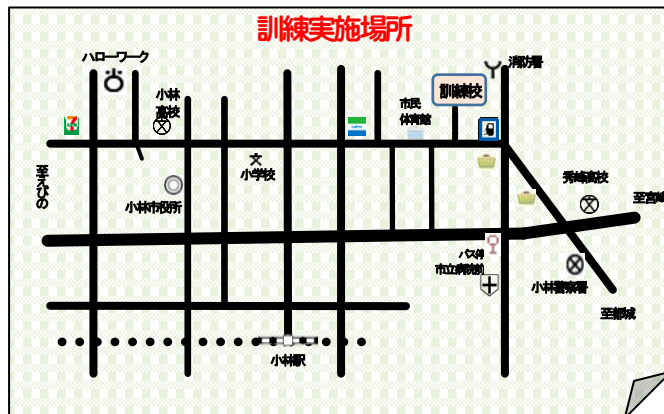 訓練実施場所
ハローワーク
消防署
訓練校
小林
高校
市民
体育館
小学校
至えびの
秀峰高校
小林市役所
至宮崎
バス停
市立病院前
小林警察署
至都城
小林駅